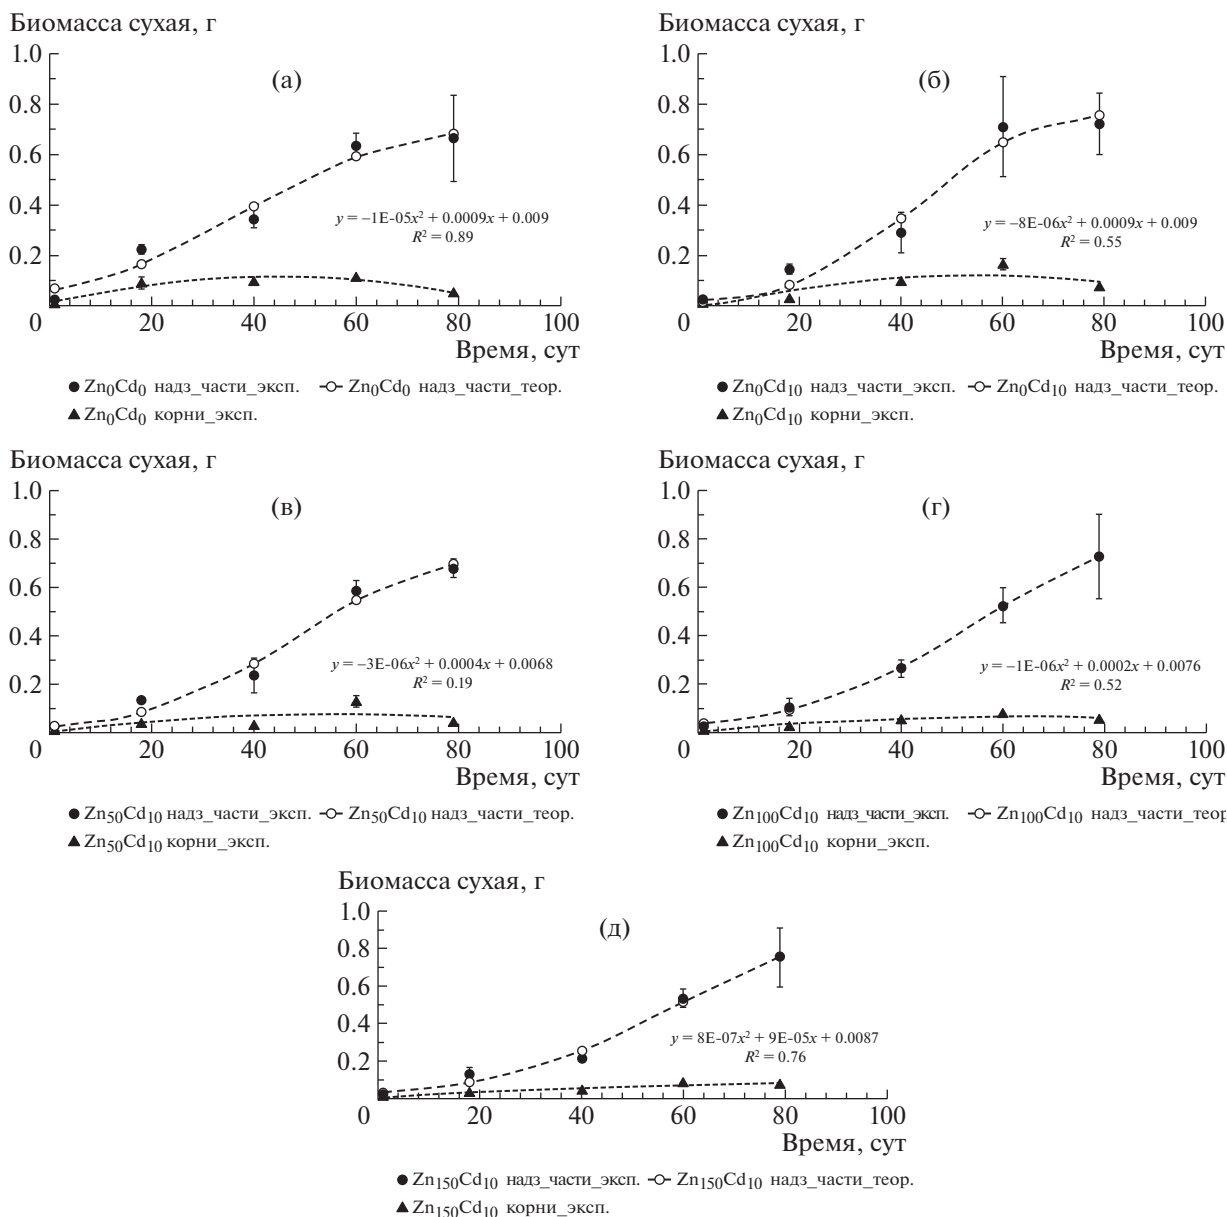 Биомасса сухая, г
1.0
(а)
0.8
0.6
0.4
y = –1E-05x² + 0.0009x + 0.009
R² = 0.89
0.2
0 20 40 60 80 100
Время, сут
Zn₀Cd₀ надз_части_эксп. Zn₀Cd₀ надз_части_теор.
Zn₀Cd₀ корни_эксп.
Биомасса сухая, г
1.0
(б)
0.8
0.6
0.4
y = –8E-06x² + 0.0009x + 0.009
R² = 0.55
0.2
0 20 40 60 80 100
Время, сут
Zn₀Cd₁₀ надз_части_эксп. Zn₀Cd₁₀ надз_части_теор.
Zn₀Cd₁₀ корни_эксп.
Биомасса сухая, г
1.0
(в)
0.8
0.6
0.4
y = –3E-06x² + 0.0004x + 0.0068
R² = 0.19
0.2
0 20 40 60 80 100
Время, сут
Zn₅₀Cd₁₀ надз_части_эксп. Zn₅₀Cd₁₀ надз_части_теор.
Zn₅₀Cd₁₀ корни_эксп.
Биомасса сухая, г
1.0
(г)
0.8
0.6
0.4
y = –1E-06x² + 0.0002x + 0.0076
R² = 0.52
0.2
0 20 40 60 80 100
Время, сут
Zn₁₀₀Cd₁₀ надз_части_эксп. Zn₁₀₀Cd₁₀ надз_части_теор
Zn₁₀₀Cd₁₀ корни_эксп.
Биомасса сухая, г
1.0
(д)
0.8
0.6
0.4
y = 8E-07x² + 9E-05x + 0.0087
R² = 0.76
0.2
0 20 40 60 80 100
Время, сут
Zn₁₅₀Cd₁₀ надз_части_эксп. Zn₁₅₀Cd₁₀ надз_части_теор.
Zn₁₅₀Cd₁₀ корни_эксп.